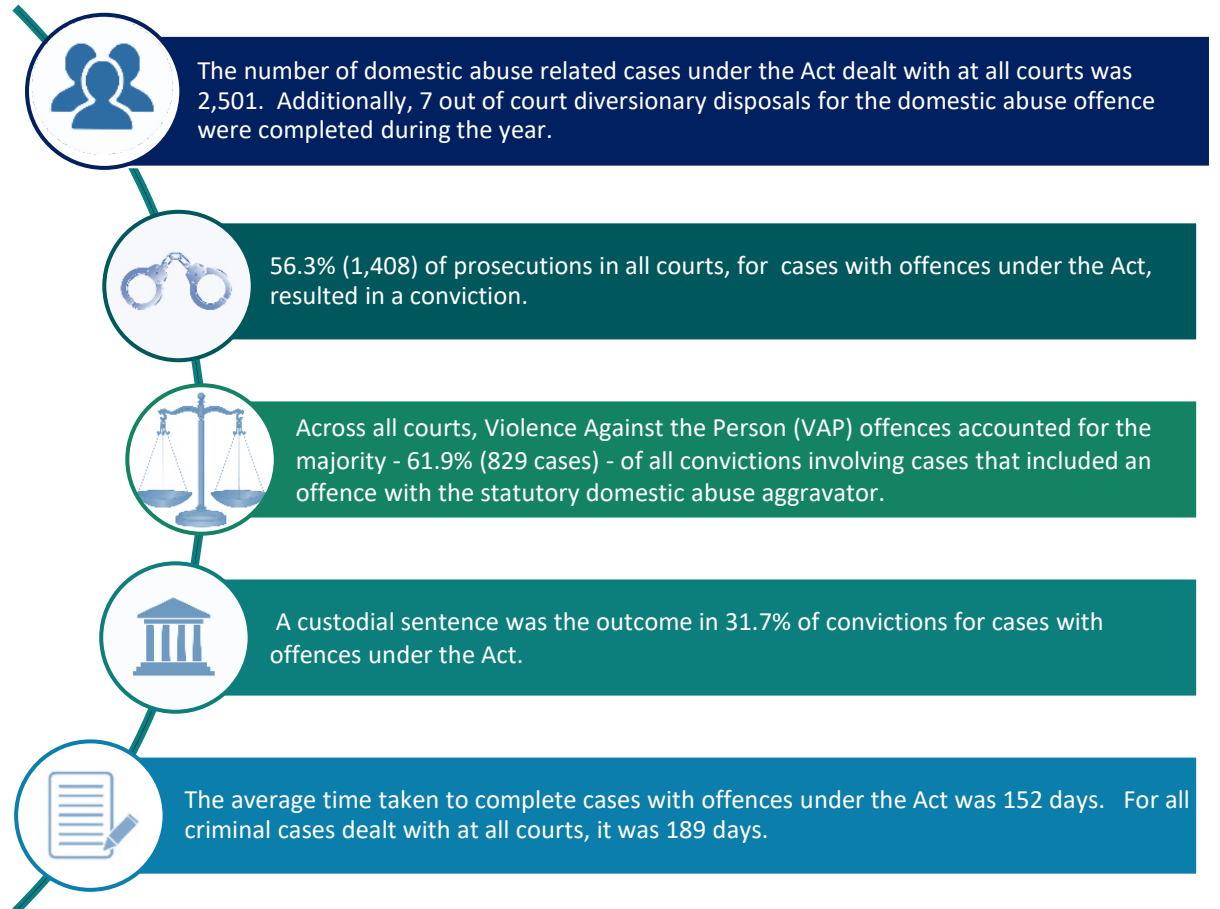 The number of domestic abuse related cases under the Act dealt with at all courts was
2,501.  Additionally, 7 out of court diversionary disposals for the domestic abuse offence
were completed during the year.
56.3% (1,408) of prosecutions in all courts, for  cases with offences under the Act,
resulted in a conviction.
Across all courts, Violence Against the Person (VAP) offences accounted for the
majority - 61.9% (829 cases) - of all convictions involving cases that included an
offence with the statutory domestic abuse aggravator.
A custodial sentence was the outcome in 31.7% of convictions for cases with
offences under the Act.
The average time taken to complete cases with offences under the Act was 152 days.   For all
criminal cases dealt with at all courts, it was 189 days.